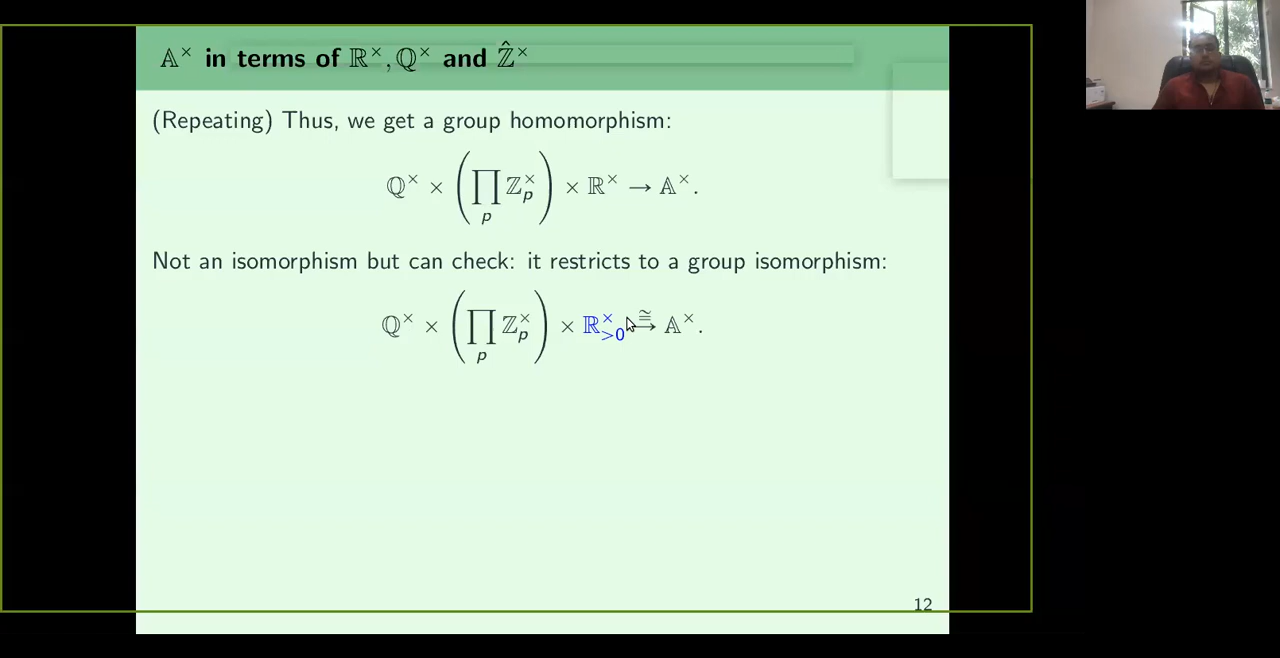 𝔸^× in terms of ℝ^×, ℚ^× and Ẑ^×
(Repeating) Thus, we get a group homomorphism:
ℚ^× × (∏_p ℤ_p^×) × ℝ^× → 𝔸^×.
Not an isomorphism but can check: it restricts to a group isomorphism:
ℚ^× × (∏_p ℤ_p^×) × ℝ_{>0}^× ≅→ 𝔸^×.
12